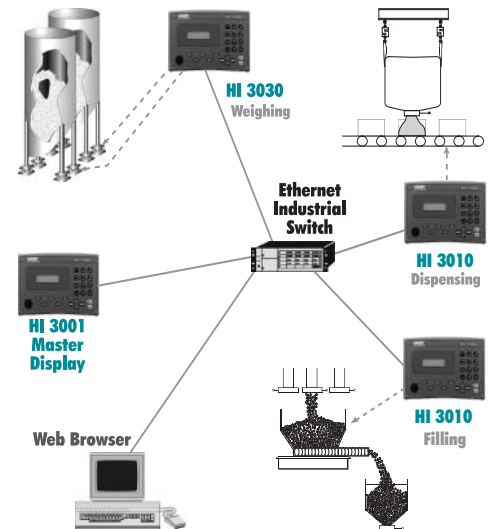 HI 3030
Weighing
Ethernet
Industrial
Switch
HI 3010
Dispensing
HI 3001
Master
Display
HI 3010
Filling
Web Browser